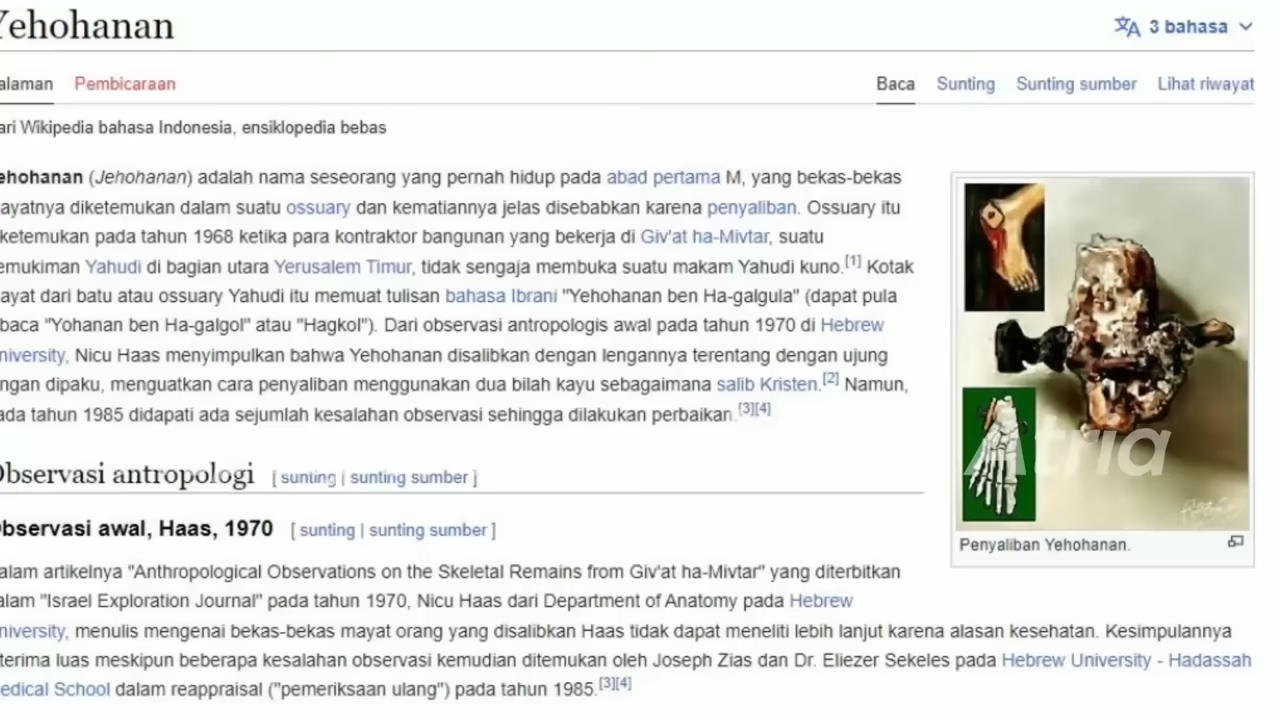 Yehohanan
3 bahasa
alaman Pembicaraan
Baca Sunting Sunting sumber Lihat riwayat
ari Wikipedia bahasa Indonesia, ensiklopedia bebas
ehohanan (Jehohanan) adalah nama seseorang yang pernah hidup pada abad pertama M, yang bekas-bekas
ayatnya diketemukan dalam suatu ossuary dan kematiannya jelas disebabkan karena penyaliban. Ossuary itu
ketemukan pada tahun 1968 ketika para kontraktor bangunan yang bekerja di Giv'at ha-Mivtar, suatu
emukiman Yahudi di bagian utara Yerusalem Timur, tidak sengaja membuka suatu makam Yahudi kuno.[1] Kotak
ayat dari batu atau ossuary Yahudi itu memuat tulisan bahasa Ibrani "Yehohanan ben Ha-galgula" (dapat pula
baca "Yohanan ben Ha-galgol" atau "Hagkol"). Dari observasi antropologis awal pada tahun 1970 di Hebrew
niversity, Nicu Haas menyimpulkan bahwa Yehohanan disalibkan dengan lengannya terentang dengan ujung
ngan dipaku, menguatkan cara penyaliban menggunakan dua bilah kayu sebagaimana salib Kristen.[2] Namun,
ada tahun 1985 didapati ada sejumlah kesalahan observasi sehingga dilakukan perbaikan.[3][4]
Atria
Penyaliban Yehohanan.
Observasi antropologi [ sunting | sunting sumber ]
bservasi awal, Haas, 1970 [ sunting | sunting sumber ]
alam artikelnya "Anthropological Observations on the Skeletal Remains from Giv'at ha-Mivtar" yang diterbitkan
alam "Israel Exploration Journal" pada tahun 1970, Nicu Haas dari Department of Anatomy pada Hebrew
niversity, menulis mengenai bekas-bekas mayat orang yang disalibkan Haas tidak dapat meneliti lebih lanjut karena alasan kesehatan. Kesimpulannya
terima luas meskipun beberapa kesalahan observasi kemudian ditemukan oleh Joseph Zias dan Dr. Eliezer Sekeles pada Hebrew University - Hadassah
edical School dalam reappraisal ("pemeriksaan ulang") pada tahun 1985.[3][4]